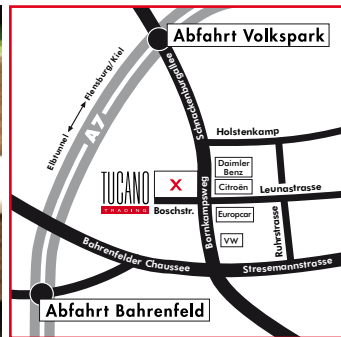 Abfahrt Volkspark
Schnackenburgallee
Elbtunnel
Flensburg/Kiel
A7
Holstenkamp
Daimler
Benz
TUCANO
TRADING
X
Citroën
Leunastrasse
Boschstr.
Bornkampsweg
Europcar
Ruhrstrasse
VW
Bahrenfelder Chaussee
Stresemannstrasse
Abfahrt Bahrenfeld